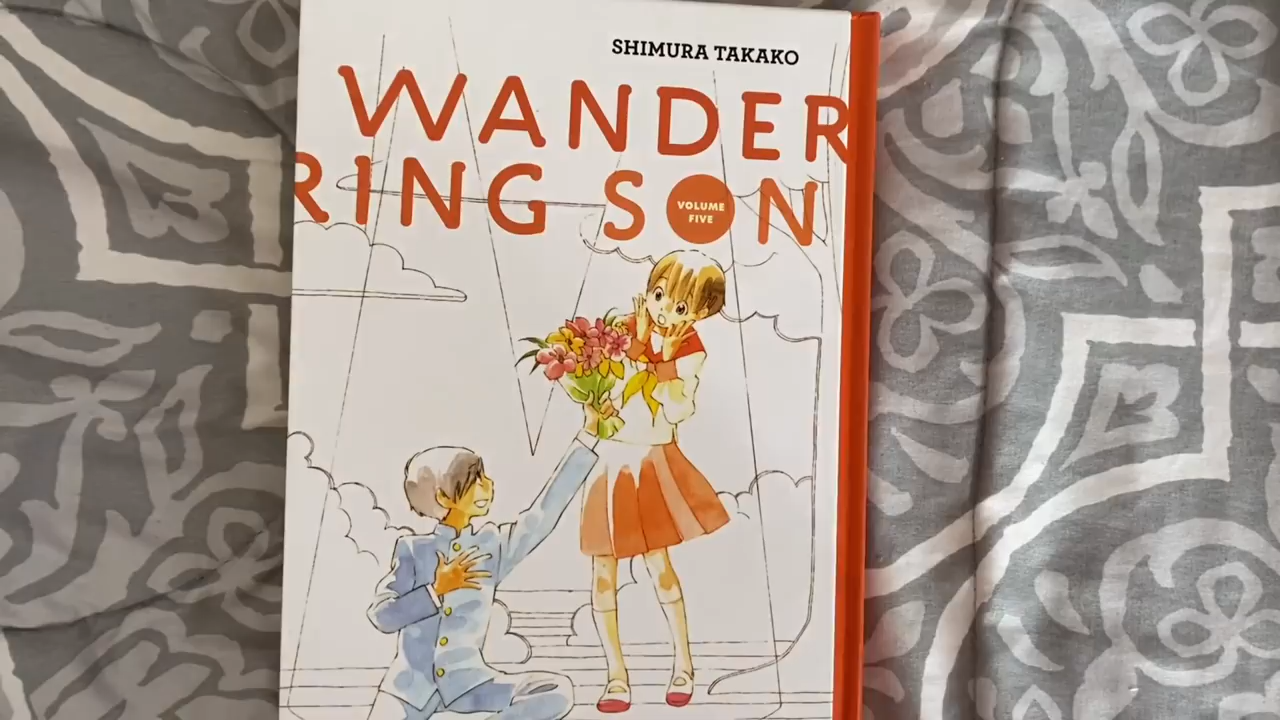 SHIMURA TAKAKO
WANDER
RING SON
VOLUME
FIVE